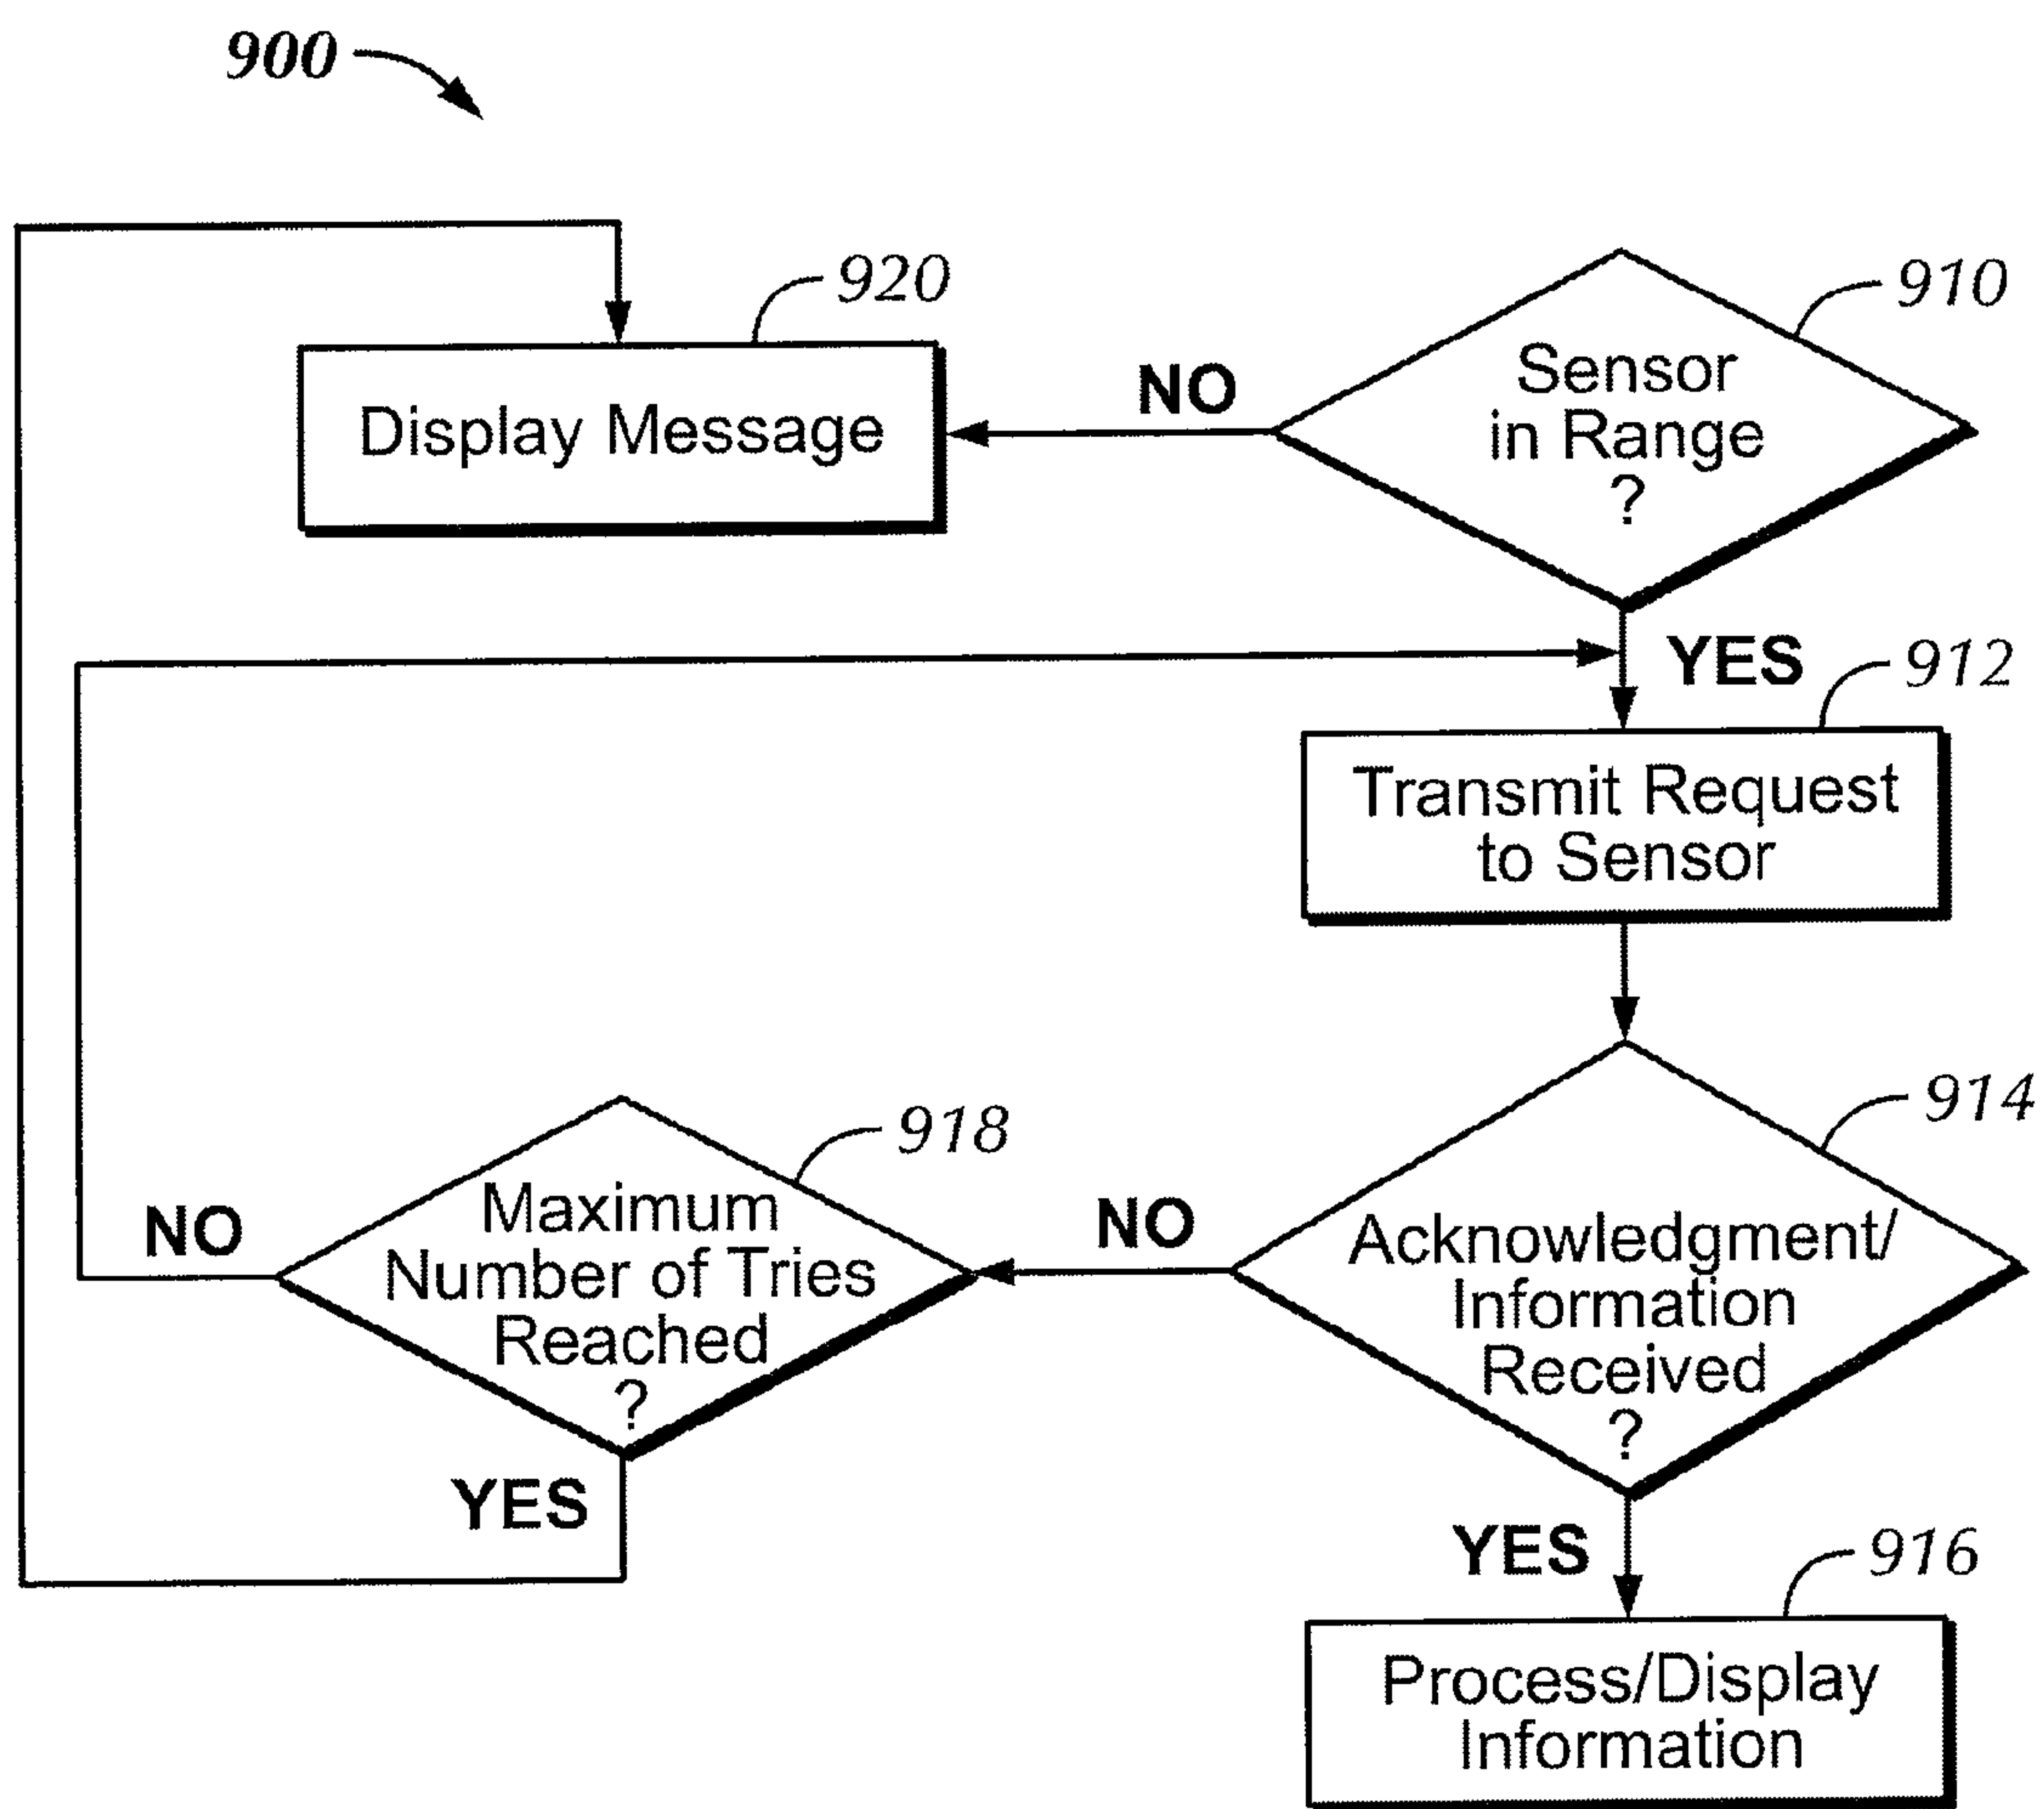 900
920
Display Message
NO
910
Sensor
in Range
?
YES
912
Transmit Request
to Sensor
914
Acknowledgment/
Information
Received
?
NO
918
Maximum
Number of Tries
Reached
?
NO
YES
YES
916
Process/Display
Information